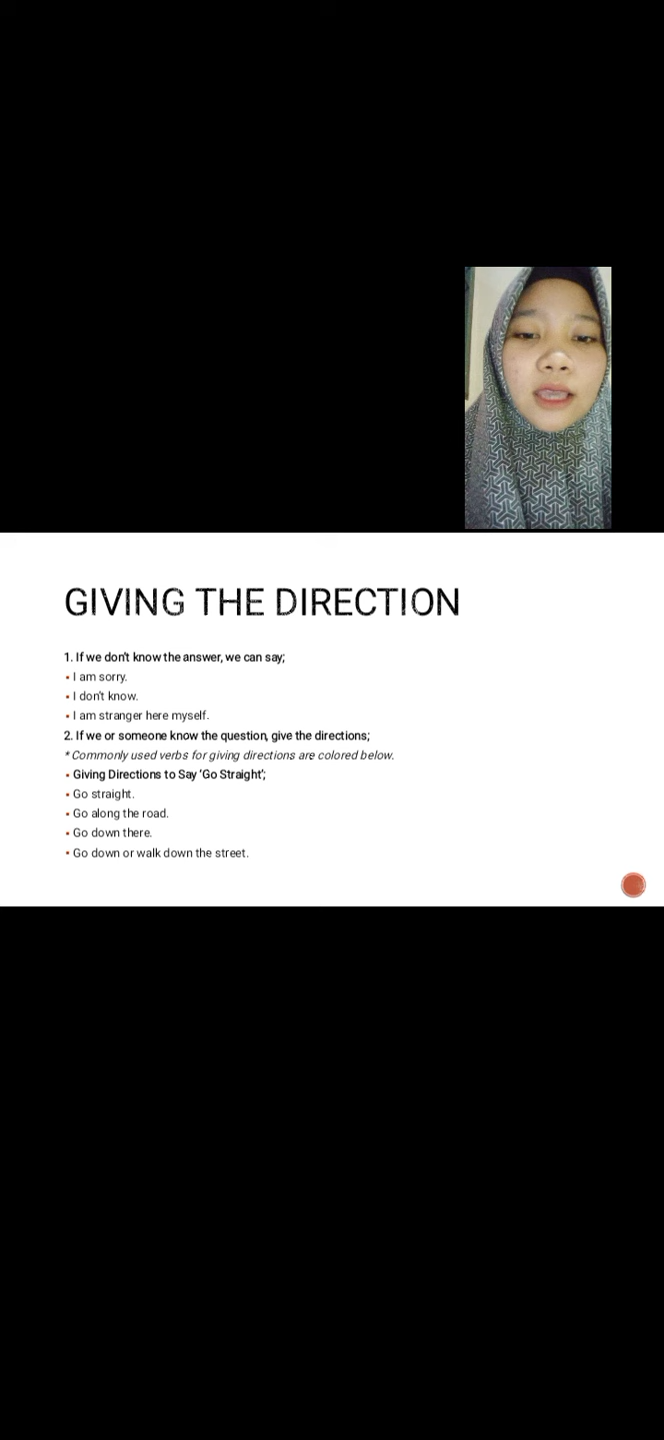 GIVING THE DIRECTION
1. If we don't know the answer, we can say;
▪ I am sorry.
▪ I don't know.
▪ I am stranger here myself.
2. If we or someone know the question, give the directions;
* Commonly used verbs for giving directions are colored below.
▪ Giving Directions to Say 'Go Straight';
▪ Go straight.
▪ Go along the road.
▪ Go down there.
▪ Go down or walk down the street.